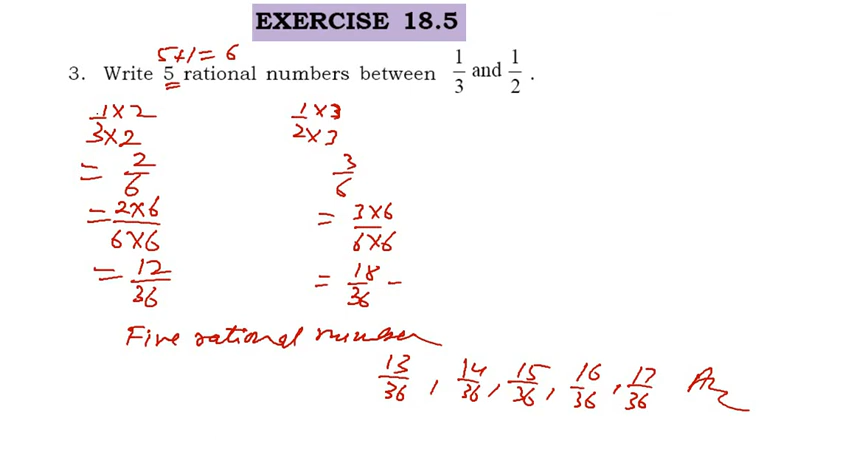 EXERCISE 18.5
5+1=6
3. Write 5 rational numbers between 1/3 and 1/2 .
1×2/3×2 1×3/2×3
= 2/6 3/6
= 2×6/6×6 = 3×6/6×6
= 12/36 = 18/36 –
Five rational number
13/36 , 14/36 , 15/36 , 16/36 , 17/36 An